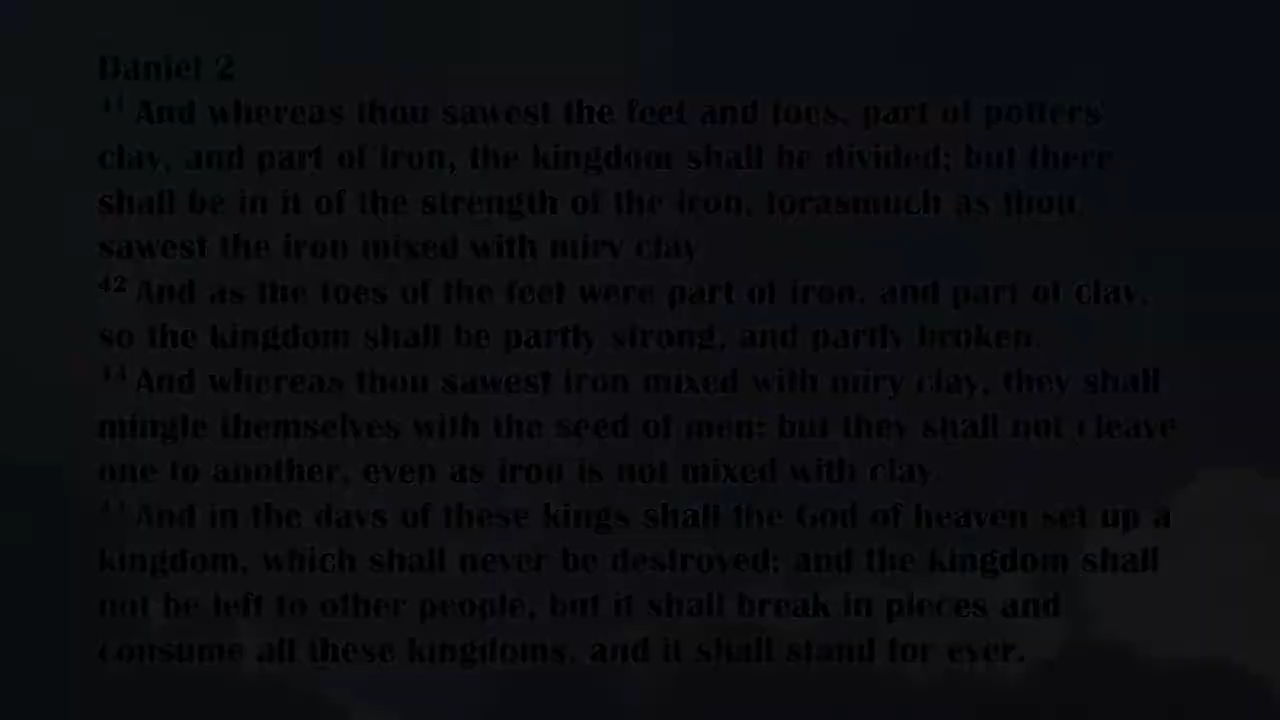 Daniel 2
41 And whereas thou sawest the feet and toes, part of potters'
clay, and part of iron, the kingdom shall be divided; but there
shall be in it of the strength of the iron, forasmuch as thou
sawest the iron mixed with miry clay.
42 And as the toes of the feet were part of iron, and part of clay,
so the kingdom shall be partly strong, and partly broken.
43 And whereas thou sawest iron mixed with miry clay, they shall
mingle themselves with the seed of men: but they shall not cleave
one to another, even as iron is not mixed with clay.
44 And in the days of these kings shall the God of heaven set up a
kingdom, which shall never be destroyed: and the kingdom shall
not be left to other people, but it shall break in pieces and
consume all these kingdoms, and it shall stand for ever.